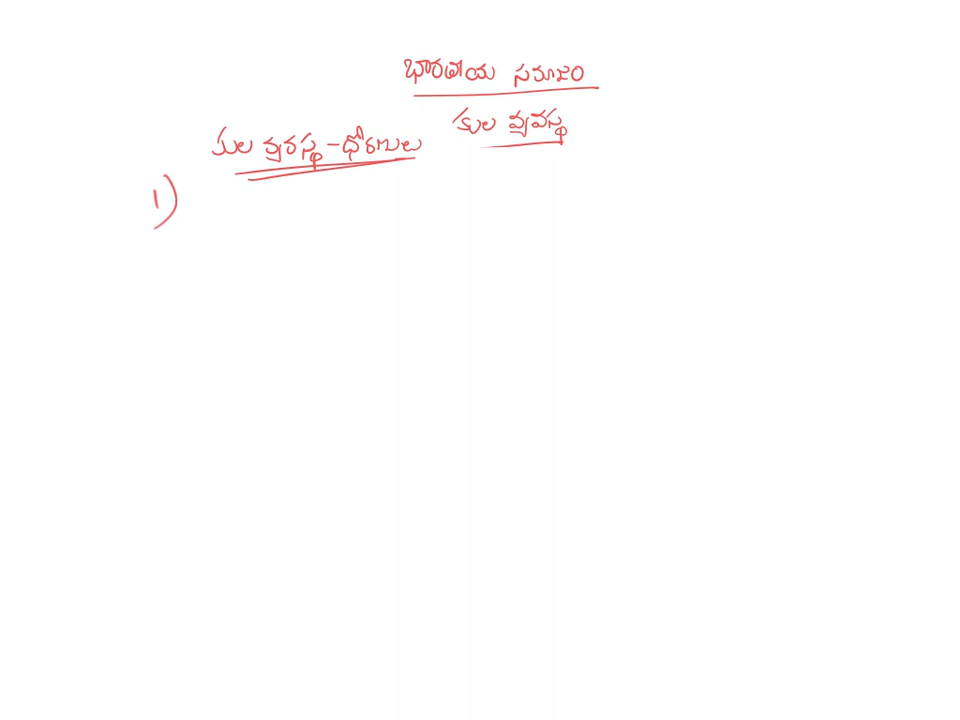 భారతీయ సమాజం
కుల వ్యవస్థ
కుల వ్యవస్థ - ధోరణులు
1)